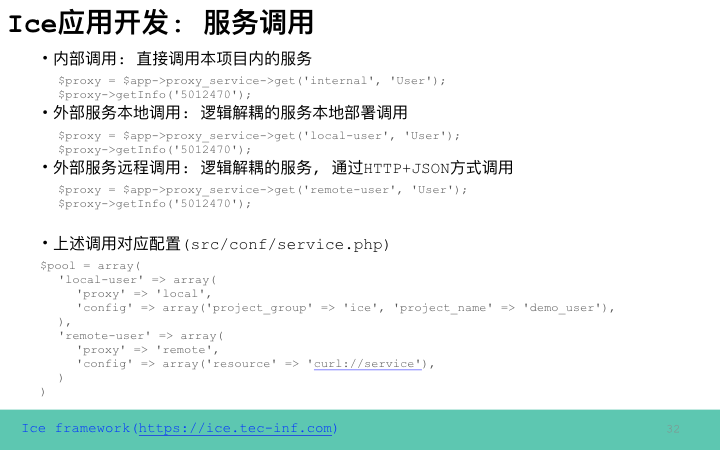 Ice应用开发: 服务调用
• 内部调用: 直接调用本项目内的服务
$proxy = $app->proxy_service->get('internal', 'User');
$proxy->getInfo('5012470');
• 外部服务本地调用: 逻辑解耦的服务本地部署调用
$proxy = $app->proxy_service->get('local-user', 'User');
$proxy->getInfo('5012470');
• 外部服务远程调用: 逻辑解耦的服务, 通过HTTP+JSON方式调用
$proxy = $app->proxy_service->get('remote-user', 'User');
$proxy->getInfo('5012470');
• 上述调用对应配置(src/conf/service.php)
$pool = array(
'local-user' => array(
'proxy' => 'local',
'config' => array('project_group' => 'ice', 'project_name' => 'demo_user'),
),
'remote-user' => array(
'proxy' => 'remote',
'config' => array('resource' => 'curl://service'),
)
)
Ice framework(https://ice.tec-inf.com) 32